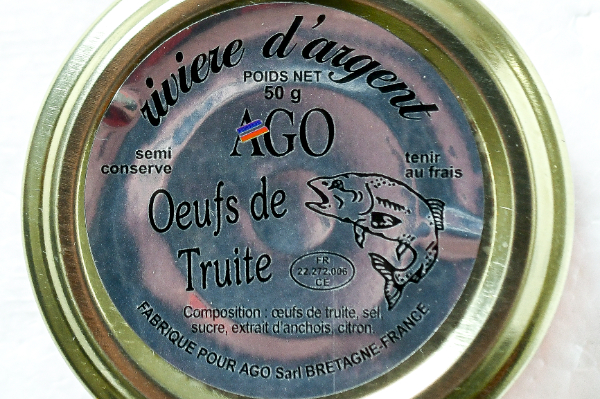 riviere d'argent
POIDS NET
50 g
AGO
semi
conserve
tenir
au frais
Oeufs de
Truite
FR
22.272.006
CE
Composition : œufs de truite, sel,
sucre, extrait d'anchois, citron.
FABRIQUE POUR AGO Sarl BRETAGNE-FRANCE